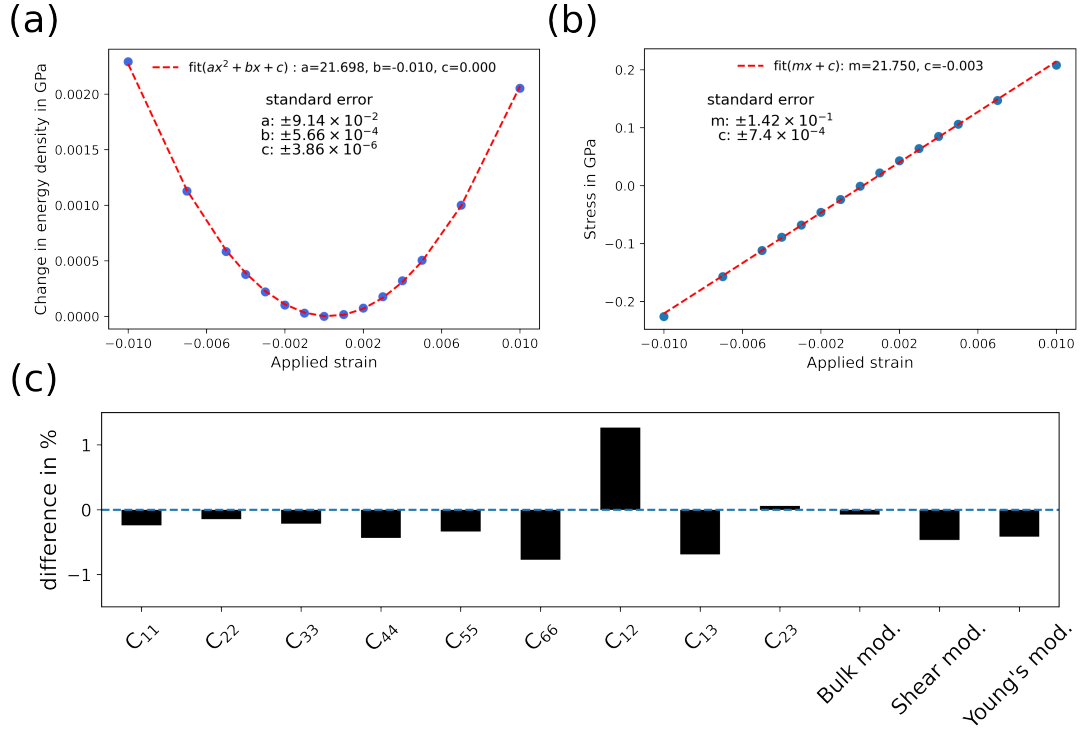 (a)
fit(ax² + bx + c) : a=21.698, b=-0.010, c=0.000
standard error
a: ±9.14 × 10⁻²
b: ±5.66 × 10⁻⁴
c: ±3.86 × 10⁻⁶
Change in energy density in GPa
0.0020
0.0015
0.0010
0.0005
0.0000
−0.010 −0.006 −0.002 0.002 0.006 0.010
Applied strain
(b)
fit(mx + c): m=21.750, c=-0.003
standard error
m: ±1.42 × 10⁻¹
c: ±7.4 × 10⁻⁴
Stress in GPa
0.2
0.1
0.0
−0.1
−0.2
−0.010 −0.006 −0.002 0.002 0.006 0.010
Applied strain
(c)
difference in %
1
0
−1
C₁₁ C₂₂ C₃₃ C₄₄ C₅₅ C₆₆ C₁₂ C₁₃ C₂₃ Bulk mod. Shear mod. Young's mod.